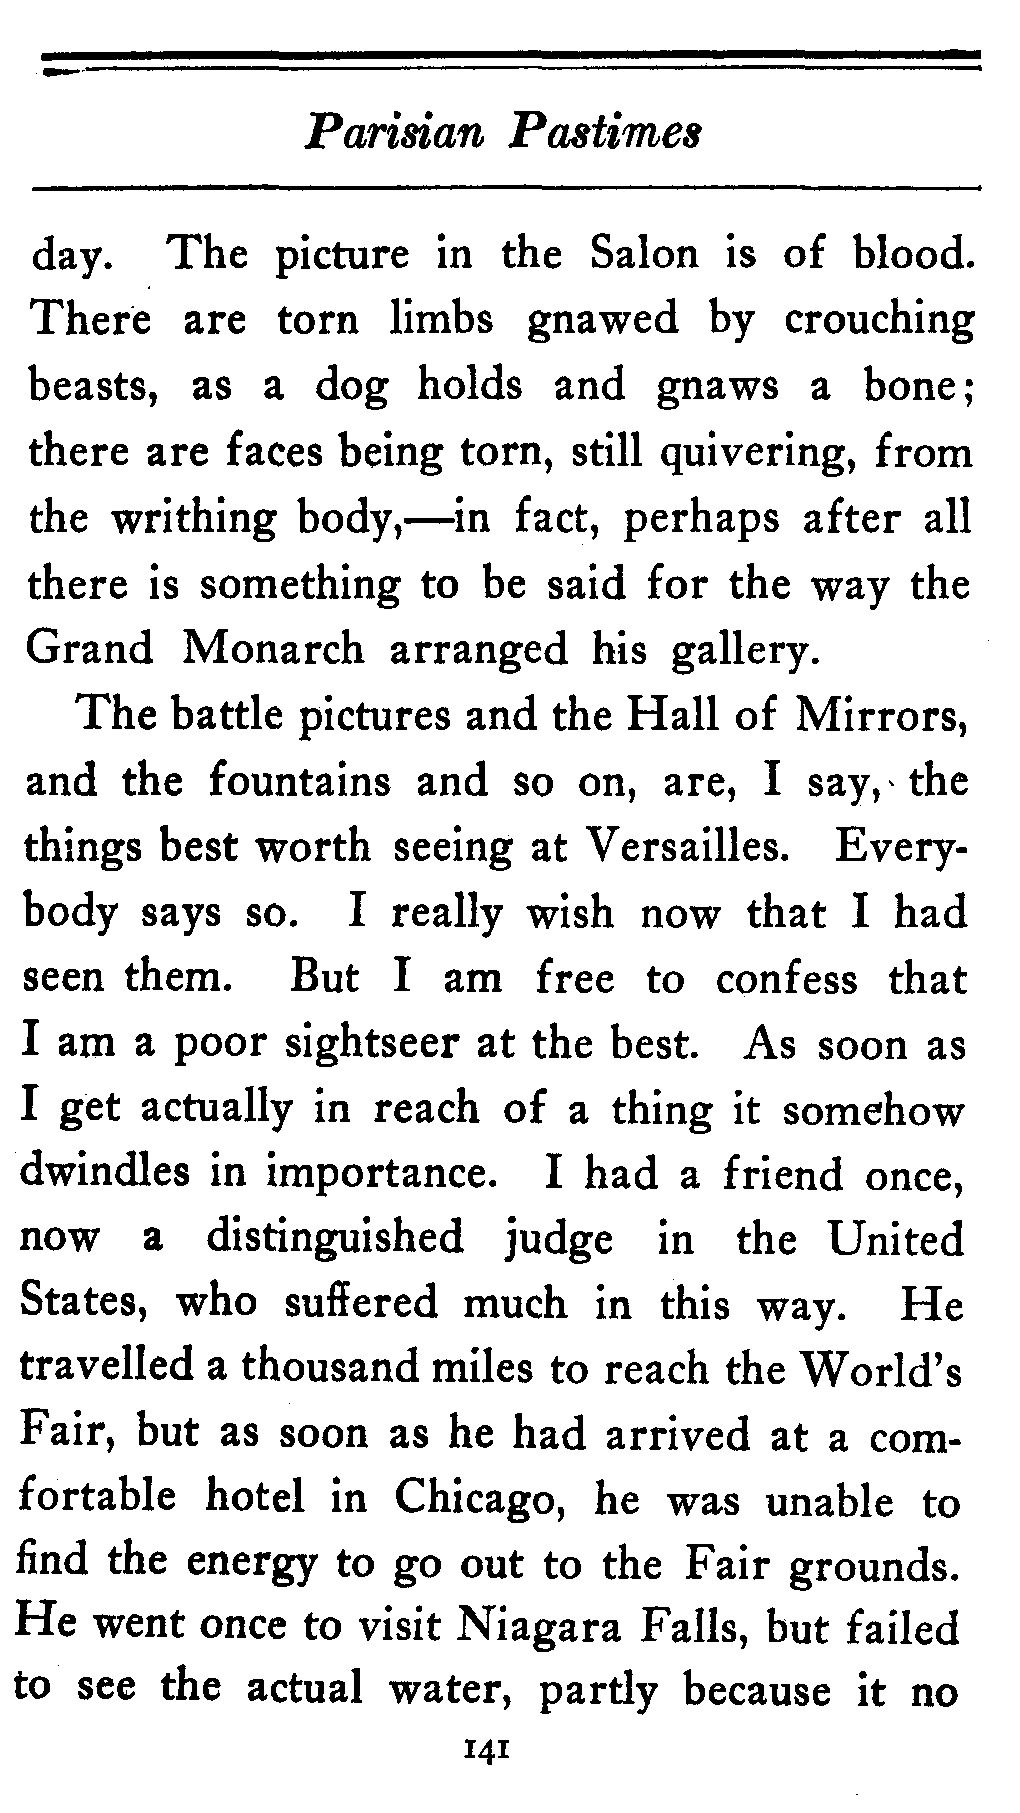 Parisian Pastimes
day. The picture in the Salon is of blood.
There are torn limbs gnawed by crouching
beasts, as a dog holds and gnaws a bone;
there are faces being torn, still quivering, from
the writhing body,—in fact, perhaps after all
there is something to be said for the way the
Grand Monarch arranged his gallery.
The battle pictures and the Hall of Mirrors,
and the fountains and so on, are, I say, the
things best worth seeing at Versailles. Every-
body says so. I really wish now that I had
seen them. But I am free to confess that
I am a poor sightseer at the best. As soon as
I get actually in reach of a thing it somehow
dwindles in importance. I had a friend once,
now a distinguished judge in the United
States, who suffered much in this way. He
travelled a thousand miles to reach the World's
Fair, but as soon as he had arrived at a com-
fortable hotel in Chicago, he was unable to
find the energy to go out to the Fair grounds.
He went once to visit Niagara Falls, but failed
to see the actual water, partly because it no
141